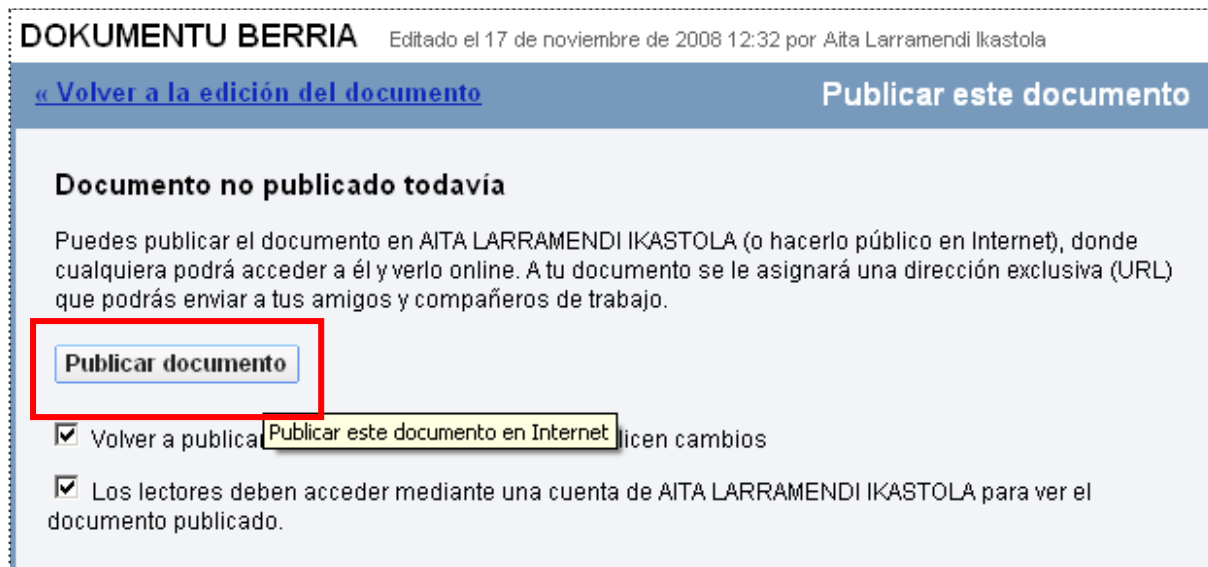 DOKUMENTU BERRIA Editado el 17 de noviembre de 2008 12:32 por Aita Larramendi Ikastola
« Volver a la edición del documento Publicar este documento
Documento no publicado todavía
Puedes publicar el documento en AITA LARRAMENDI IKASTOLA (o hacerlo público en Internet), donde
cualquiera podrá acceder a él y verlo online. A tu documento se le asignará una dirección exclusiva (URL)
que podrás enviar a tus amigos y compañeros de trabajo.
Publicar documento
Volver a publica Publicar este documento en Internet licen cambios
Los lectores deben acceder mediante una cuenta de AITA LARRAMENDI IKASTOLA para ver el
documento publicado.